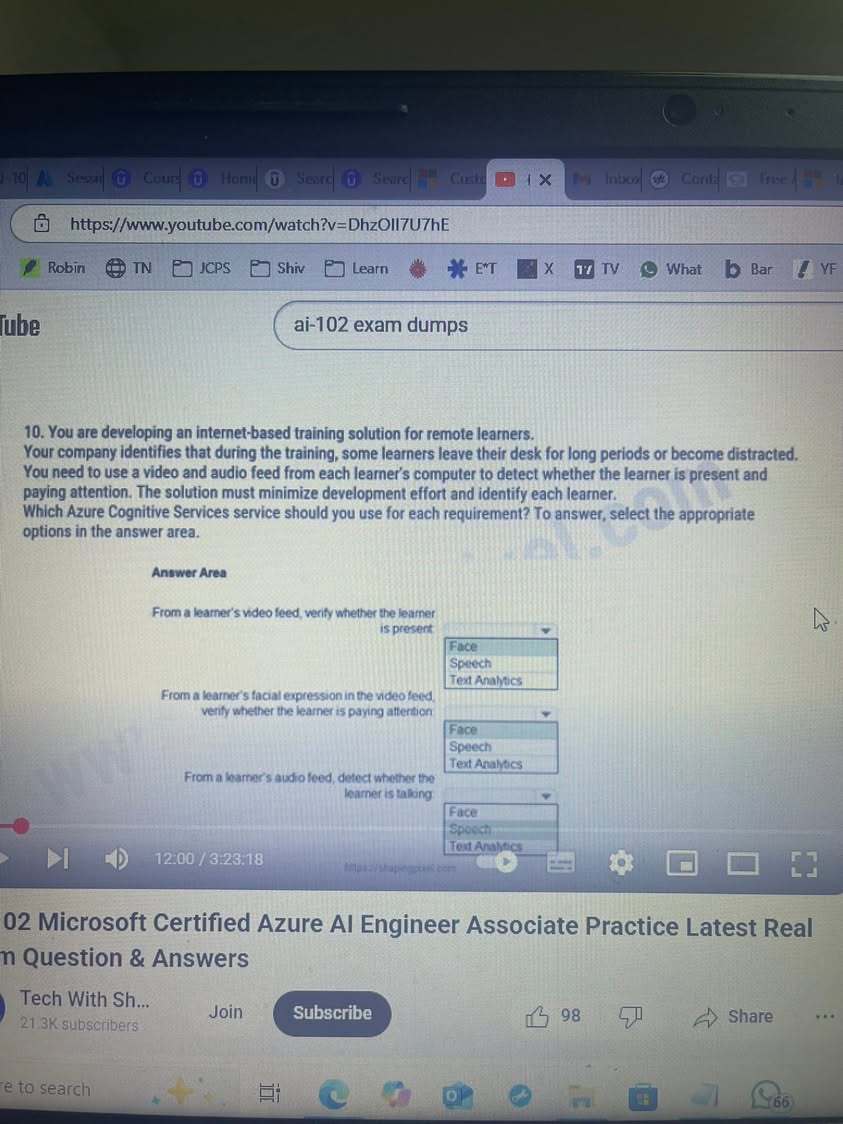 Sessio
Cours
Home
Searc
Searc
Custo
Inbox
Conta
Free
https://www.youtube.com/watch?v=DhzOII7U7hE
Robin TN JCPS Shiv Learn E*T X TV What Bar YF
Tube
ai-102 exam dumps
10. You are developing an internet-based training solution for remote learners.
Your company identifies that during the training, some learners leave their desk for long periods or become distracted.
You need to use a video and audio feed from each learner's computer to detect whether the learner is present and
paying attention. The solution must minimize development effort and identify each learner.
Which Azure Cognitive Services service should you use for each requirement? To answer, select the appropriate
options in the answer area.
Answer Area
From a learner's video feed, verify whether the learner
is present:
Face
Speech
Text Analytics
From a learner's facial expression in the video feed,
verify whether the learner is paying attention:
Face
Speech
Text Analytics
From a learner's audio feed, detect whether the
learner is talking:
Face
Speech
Text Analytics
12:00 / 3:23:18
02 Microsoft Certified Azure AI Engineer Associate Practice Latest Real
m Question & Answers
Tech With Sh...
21.3K subscribers
Join
Subscribe
98
Share
re to search
66